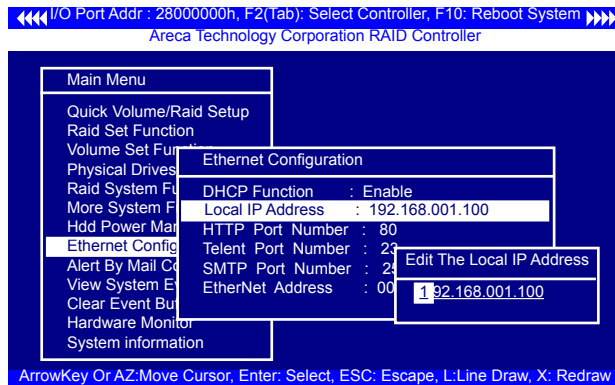 I/O Port Addr : 28000000h, F2(Tab): Select Controller, F10: Reboot System
Areca Technology Corporation RAID Controller
Main Menu
Quick Volume/Raid Setup
Raid Set Function
Volume Set Function
Physical Drives
Raid System Fu
More System F
Hdd Power Man
Ethernet Config
Alert By Mail Co
View System Ev
Clear Event Buf
Hardware Monitor
System information
Ethernet Configuration
DHCP Function : Enable
Local IP Address : 192.168.001.100
HTTP Port Number : 80
Telent Port Number : 23
SMTP Port Number : 25
EtherNet Address : 00
Edit The Local IP Address
192.168.001.100
ArrowKey Or AZ:Move Cursor, Enter: Select, ESC: Escape, L:Line Draw, X: Redraw